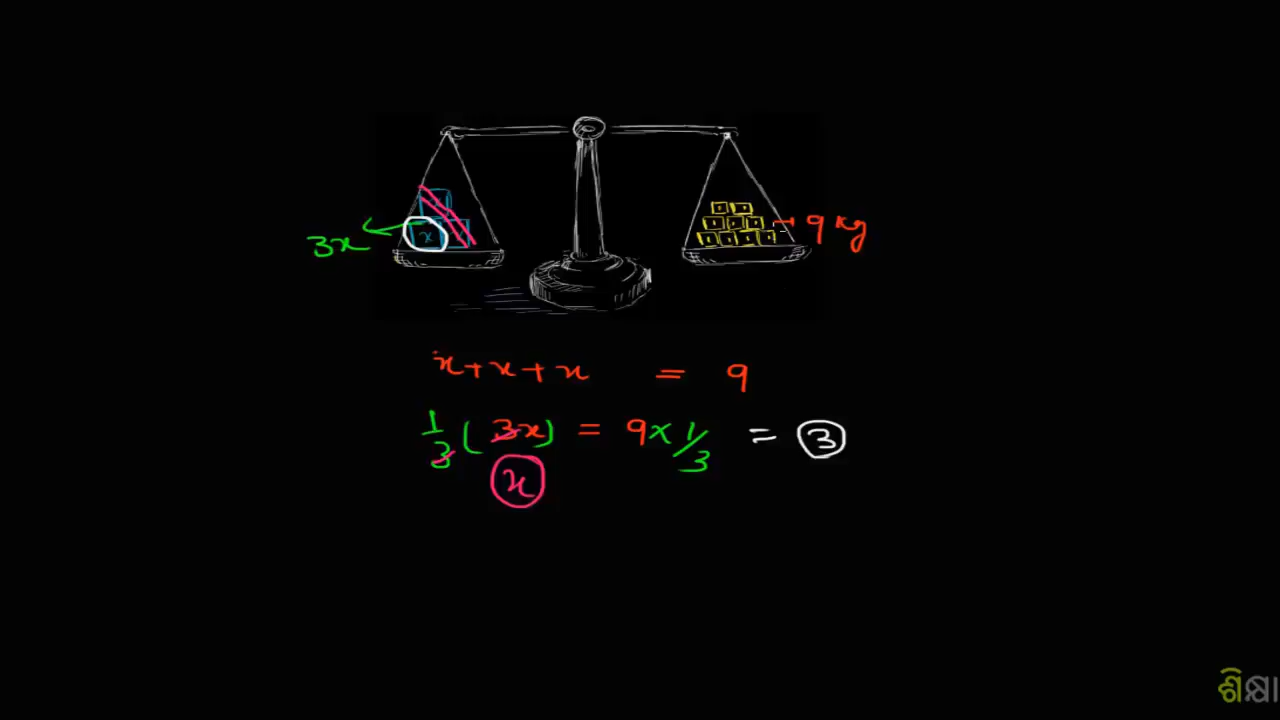 3x
x
9 kg
x + x + x = 9
1/3 ( 3x ) = 9 x 1/3 = 3
x
ଶିକ୍ଷା